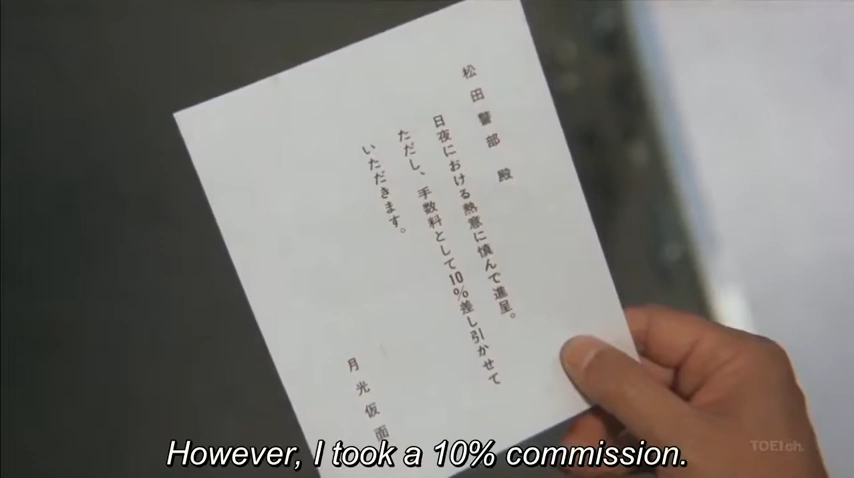 松田警部 殿
日夜における熱意に慎んで進呈。
ただし、手数料として10%差し引かせて
いただきます。
月光仮面
However, I took a 10% commission.
TOEI ch.